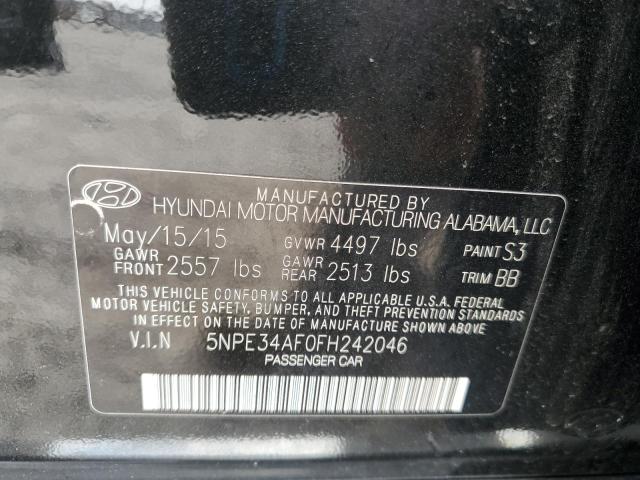 MANUFACTURED BY
HYUNDAI MOTOR MANUFACTURING ALABAMA, LLC
May/15/15 GVWR 4497 lbs PAINT S3
GAWR FRONT 2557 lbs GAWR REAR 2513 lbs TRIM BB
THIS VEHICLE CONFORMS TO ALL APPLICABLE U.S.A. FEDERAL
MOTOR VEHICLE SAFETY, BUMPER, AND THEFT PREVENTION STANDARDS
IN EFFECT ON THE DATE OF MANUFACTURE SHOWN ABOVE.
V.I.N 5NPE34AF0FH242046
PASSENGER CAR